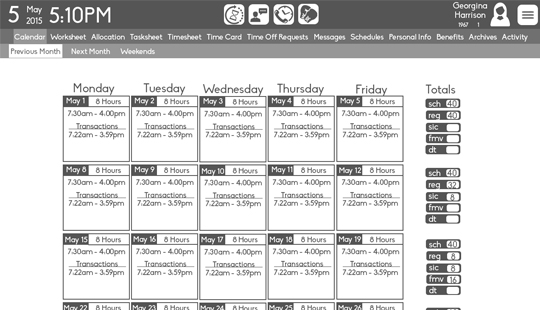 5 May 2015 5:10PM
Georgina Harrison
1967 1
Calendar Worksheet Allocation Tasksheet Timesheet Time Card Time Off Requests Messages Schedules Personal Info Benefits Archives Activity
Previous Month Next Month Weekends
Monday Tuesday Wednesday Thursday Friday Totals
May 1 8 Hours May 2 8 Hours May 3 8 Hours May 4 8 Hours May 5 8 Hours sch 40
7.30am - 4.00pm 7.30am - 4.00pm 7.30am - 4.00pm 7.30am - 4.00pm 7.30am - 4.00pm reg 40
Transactions Transactions Transactions Transactions Transactions sic
7.22am - 3.59pm 7.22am - 3.59pm 7.22am - 3.59pm 7.22am - 3.59pm 7.22am - 3.59pm fmv
dt
May 8 8 Hours May 9 8 Hours May 10 8 Hours May 11 8 Hours May 12 8 Hours sch 40
7.30am - 4.00pm 7.30am - 4.00pm 7.30am - 4.00pm 7.30am - 4.00pm 7.30am - 4.00pm reg 32
Transactions Transactions Transactions Transactions Transactions sic 8
7.22am - 3.59pm 7.22am - 3.59pm 7.22am - 3.59pm 7.22am - 3.59pm 7.22am - 3.59pm fmv
dt
May 15 8 Hours May 16 8 Hours May 17 8 Hours May 18 8 Hours May 19 8 Hours sch 40
7.30am - 4.00pm 7.30am - 4.00pm 7.30am - 4.00pm 7.30am - 4.00pm 7.30am - 4.00pm reg 8
Transactions Transactions Transactions Transactions Transactions sic 8
7.22am - 3.59pm 7.22am - 3.59pm 7.22am - 3.59pm 7.22am - 3.59pm 7.22am - 3.59pm fmv 16
dt
May 22 8 Hours May 23 8 Hours May 24 8 Hours May 25 8 Hours May 26 8 Hours